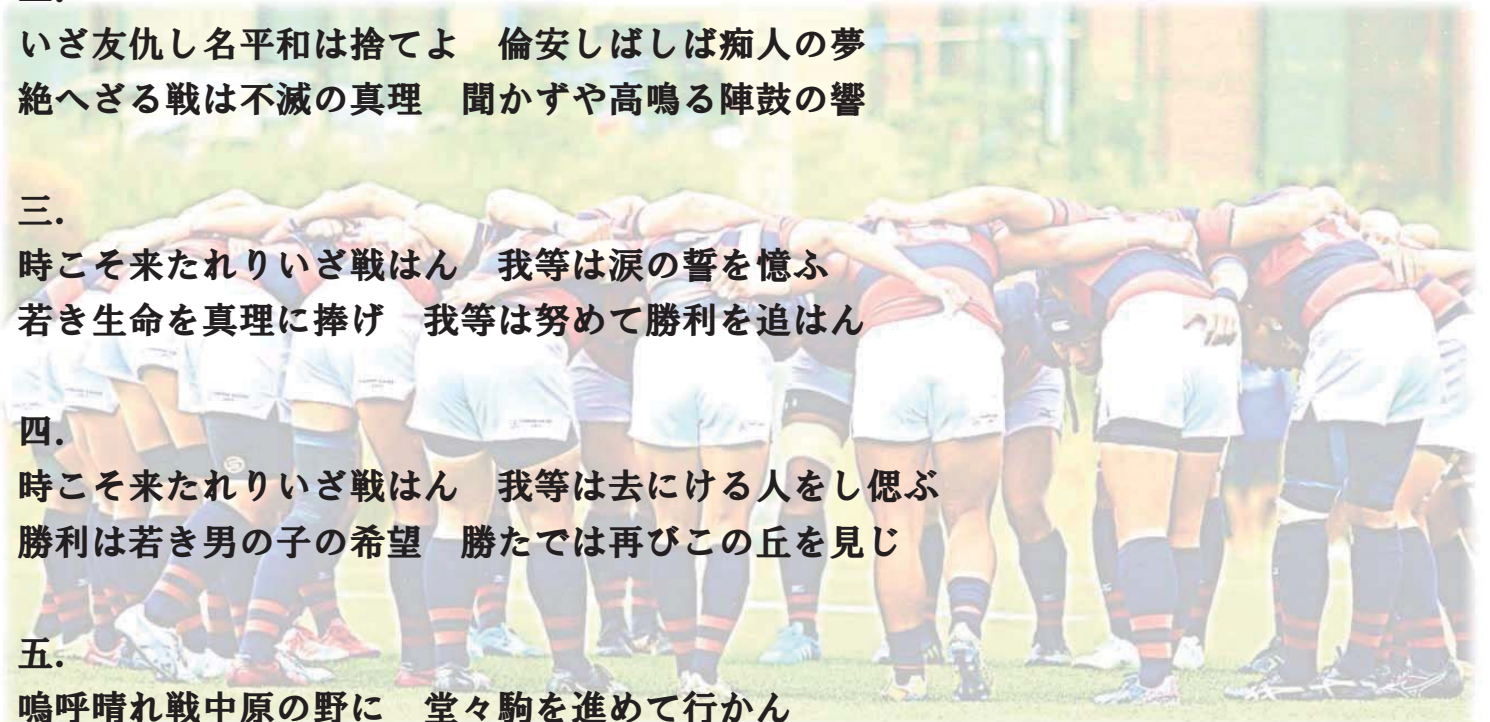 いざ友仇し名平和は捨てよ　倫安しばしば痴人の夢
絶へざる戦は不滅の真理　聞かずや高鳴る陣鼓の響
三.
時こそ来たれりいざ戦はん　我等は涙の誓を憶ふ
若き生命を真理に捧げ　我等は努めて勝利を追はん
四.
時こそ来たれりいざ戦はん　我等は去にける人をし偲ぶ
勝利は若き男の子の希望　勝たでは再びこの丘を見じ
五.
嗚呼晴れ戦中原の野に　堂々駒を進めて行かん